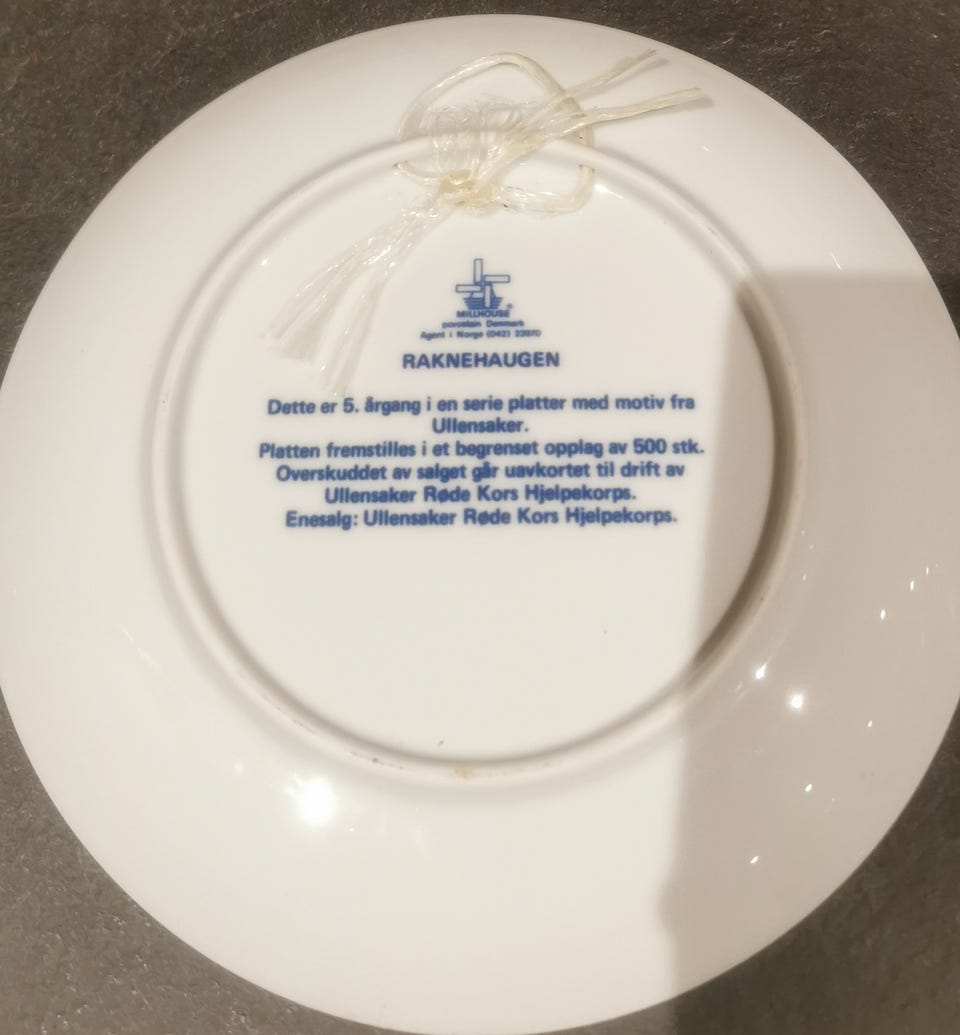 MILLHOUSE®
porcelain Denmark
Agent i Norge (042) 23970
RAKNEHAUGEN
Dette er 5. årgang i en serie platter med motiv fra
Ullensaker.
Platten fremstilles i et begrenset opplag av 500 stk.
Overskuddet av salget går uavkortet til drift av
Ullensaker Røde Kors Hjelpekorps.
Enesalg: Ullensaker Røde Kors Hjelpekorps.